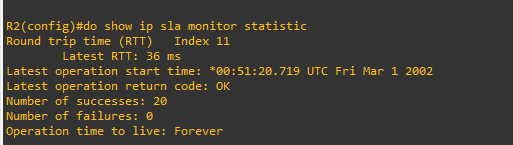 R2(config)#do show ip sla monitor statistic
Round trip time (RTT)   Index 11
        Latest RTT: 36 ms
Latest operation start time: *00:51:20.719 UTC Fri Mar 1 2002
Latest operation return code: OK
Number of successes: 20
Number of failures: 0
Operation time to live: Forever